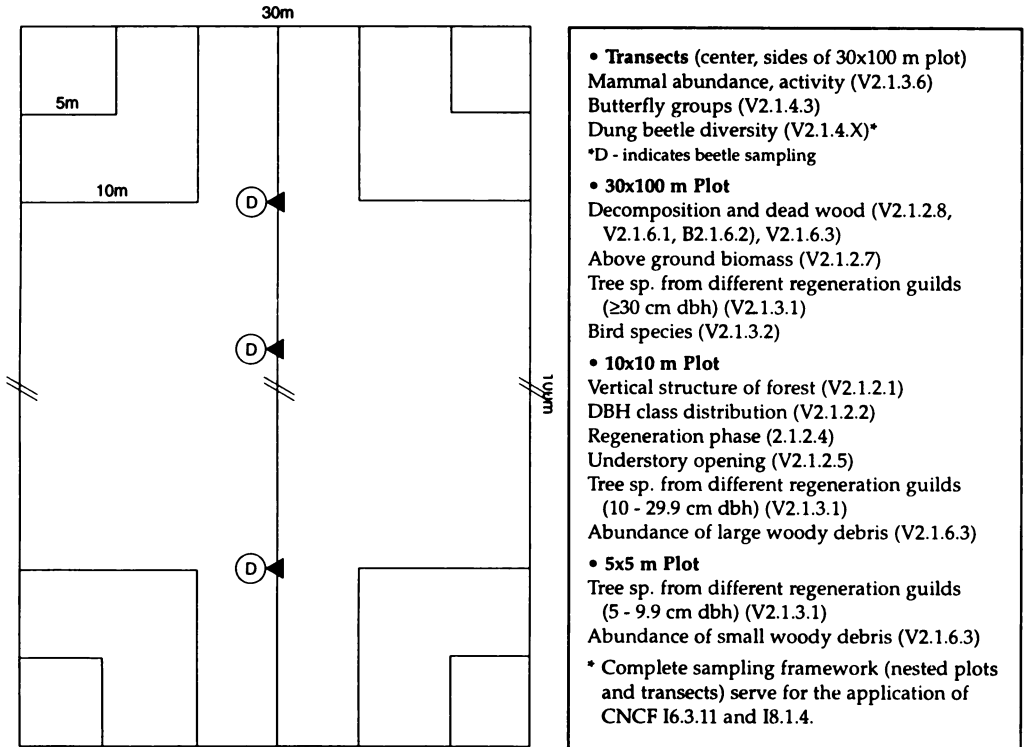 30m
5m
10m
D
D
100m
D
• Transects (center, sides of 30x100 m plot)
Mammal abundance, activity (V2.1.3.6)
Butterfly groups (V2.1.4.3)
Dung beetle diversity (V2.1.4.X)*
*D - indicates beetle sampling
• 30x100 m Plot
Decomposition and dead wood (V2.1.2.8,
V2.1.6.1, B2.1.6.2), V2.1.6.3)
Above ground biomass (V2.1.2.7)
Tree sp. from different regeneration guilds
(≥30 cm dbh) (V2.1.3.1)
Bird species (V2.1.3.2)
• 10x10 m Plot
Vertical structure of forest (V2.1.2.1)
DBH class distribution (V2.1.2.2)
Regeneration phase (2.1.2.4)
Understory opening (V2.1.2.5)
Tree sp. from different regeneration guilds
(10 - 29.9 cm dbh) (V2.1.3.1)
Abundance of large woody debris (V2.1.6.3)
• 5x5 m Plot
Tree sp. from different regeneration guilds
(5 - 9.9 cm dbh) (V2.1.3.1)
Abundance of small woody debris (V2.1.6.3)
* Complete sampling framework (nested plots
and transects) serve for the application of
CNCF I6.3.11 and I8.1.4.